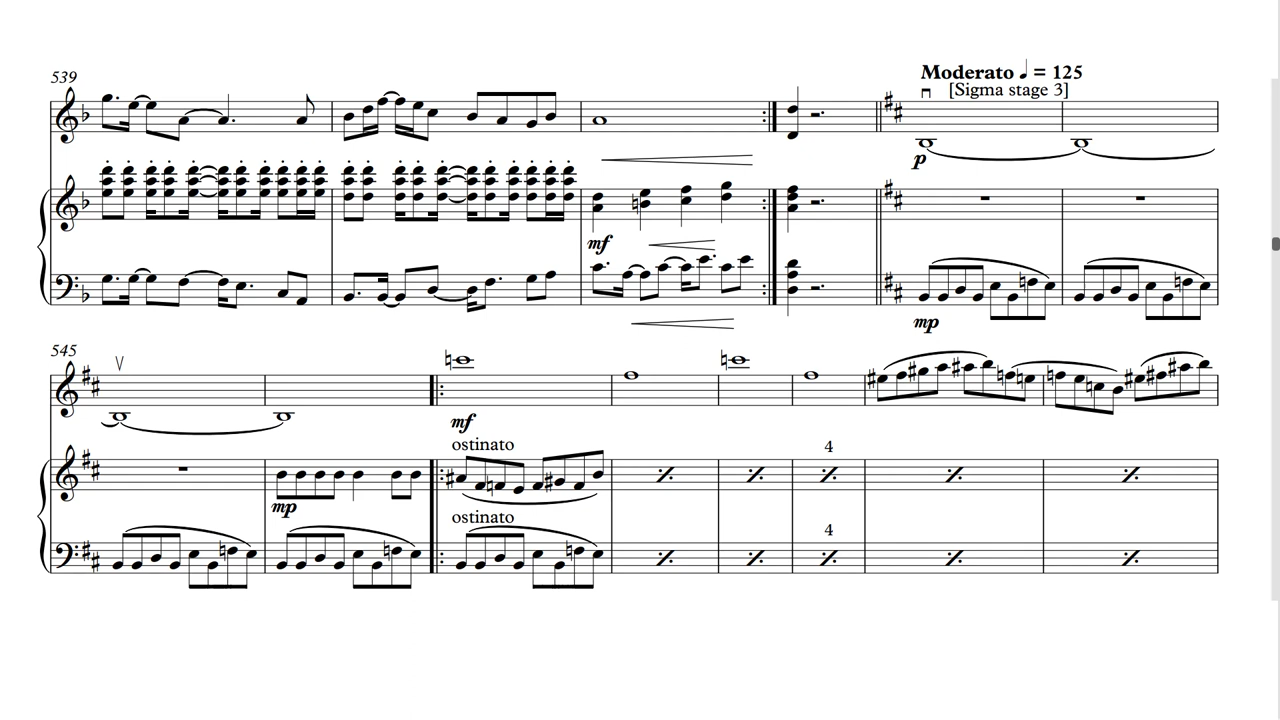 539
Moderato ♩ = 125
[Sigma stage 3]
p
mf
mp
545
mf
ostinato
4
mp
ostinato
4